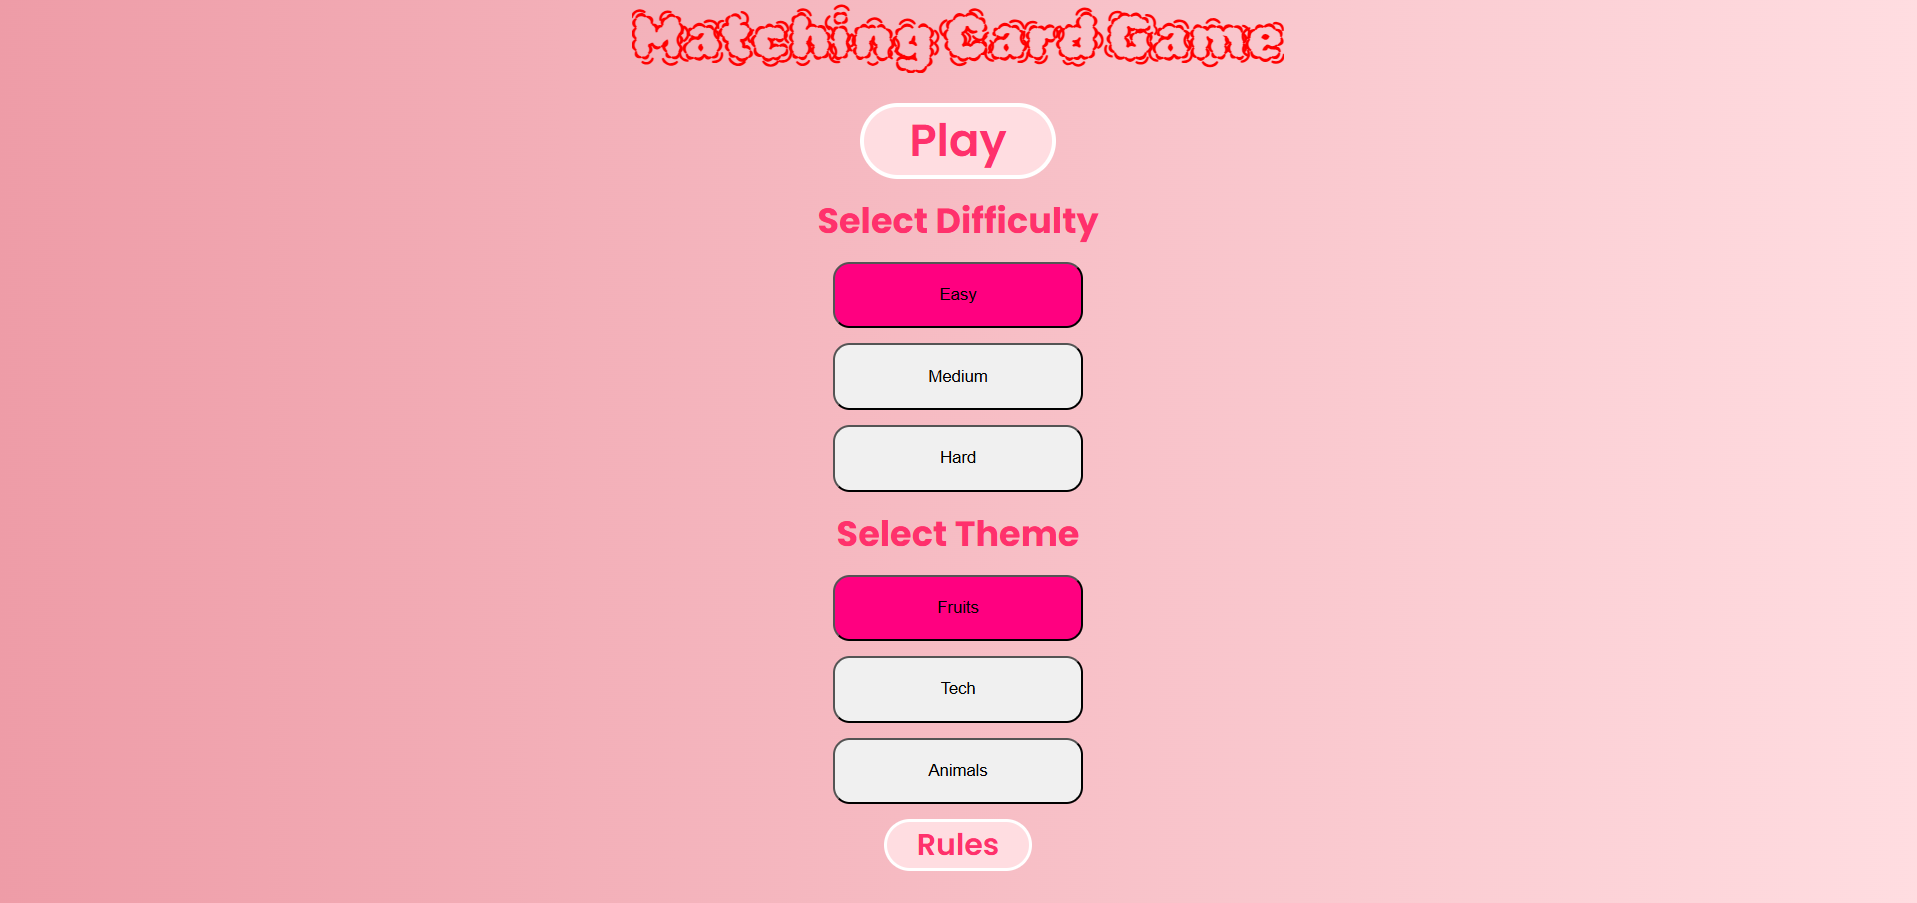 Matching Card Game
Play
Select Difficulty
Easy
Medium
Hard
Select Theme
Fruits
Tech
Animals
Rules